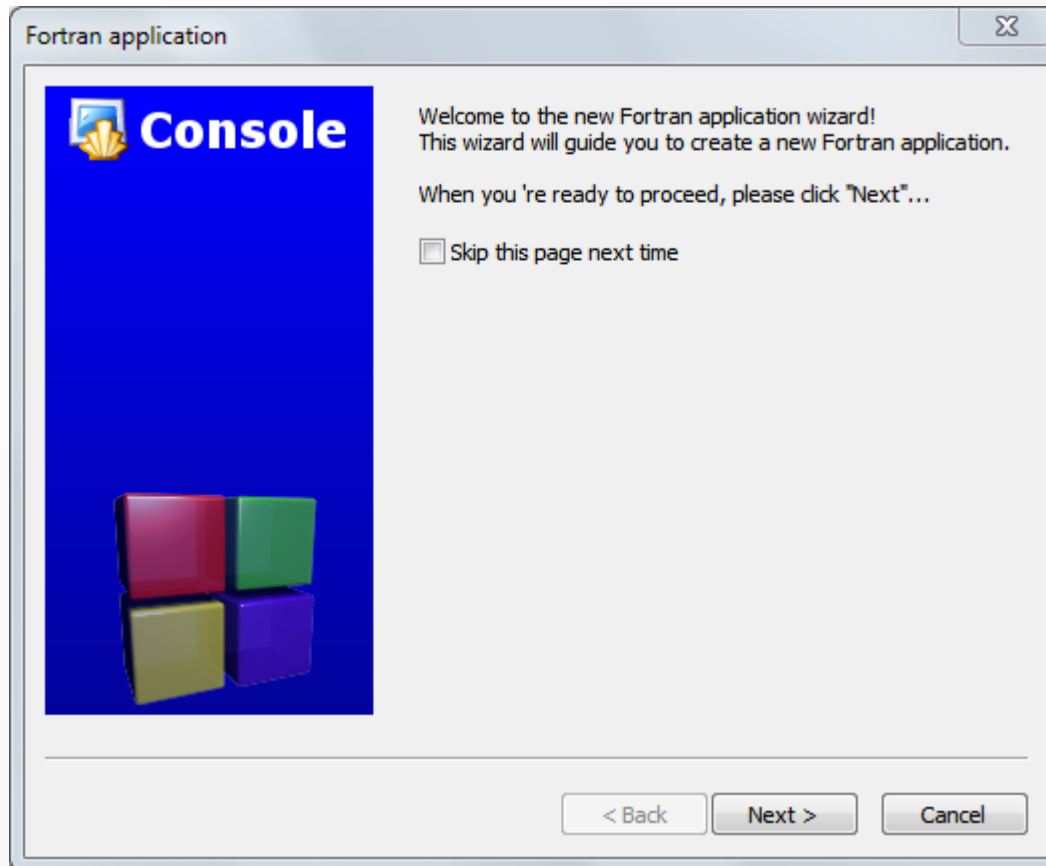 Fortran application
Console
Welcome to the new Fortran application wizard!
This wizard will guide you to create a new Fortran application.
When you 're ready to proceed, please click "Next"...
Skip this page next time
< Back
Next >
Cancel